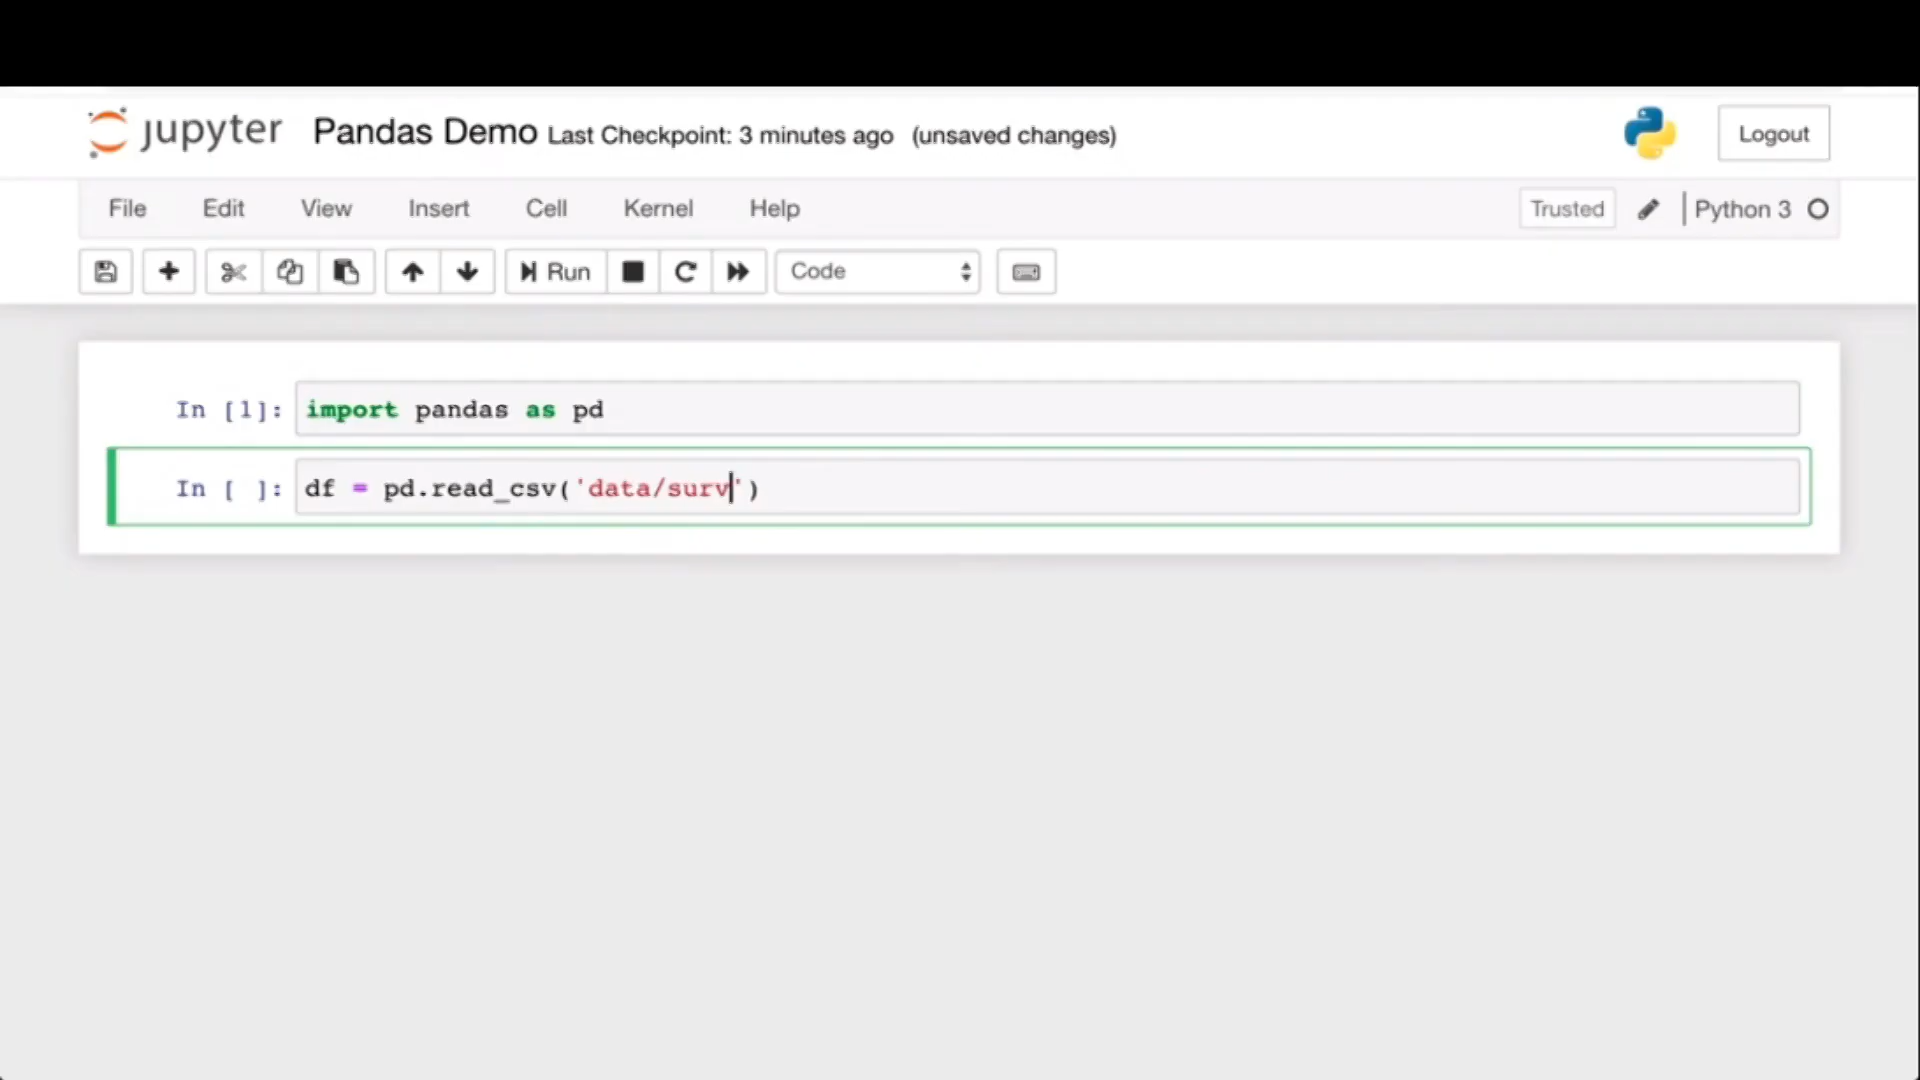 jupyter Pandas Demo Last Checkpoint: 3 minutes ago (unsaved changes) Logout
File Edit View Insert Cell Kernel Help Trusted Python 3
Run Code
In [1]: import pandas as pd
In [ ]: df = pd.read_csv('data/surv')